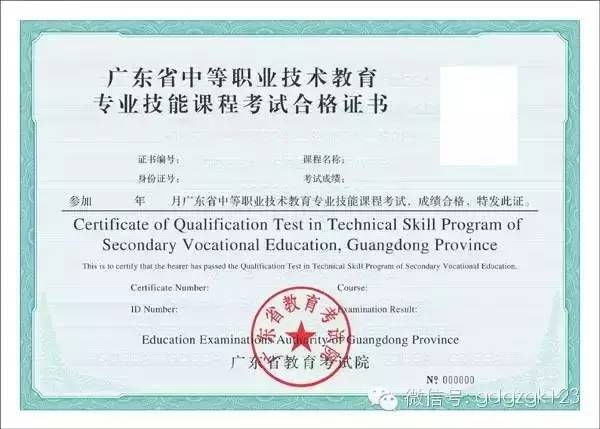 广东省中等职业技术教育
专业技能课程考试合格证书
证书编号： 课程名称：
身份证号： 考试成绩：
参加 年 月广东省中等职业技术教育专业技能课程考试，成绩合格，特发此证。
Certificate of Qualification Test in Technical Skill Program of
Secondary Vocational Education, Guangdong Province
This is to certify that the bearer has passed the Qualification Test in Technical Skill Program of Secondary Vocational Education.
Certificate Number: Course:
ID Number: Examination Result:
Education Examinations Authority of Guangdong Province
广东省教育考试院
广东省教育考试院
№ 000000
微信号: gdgzgk123